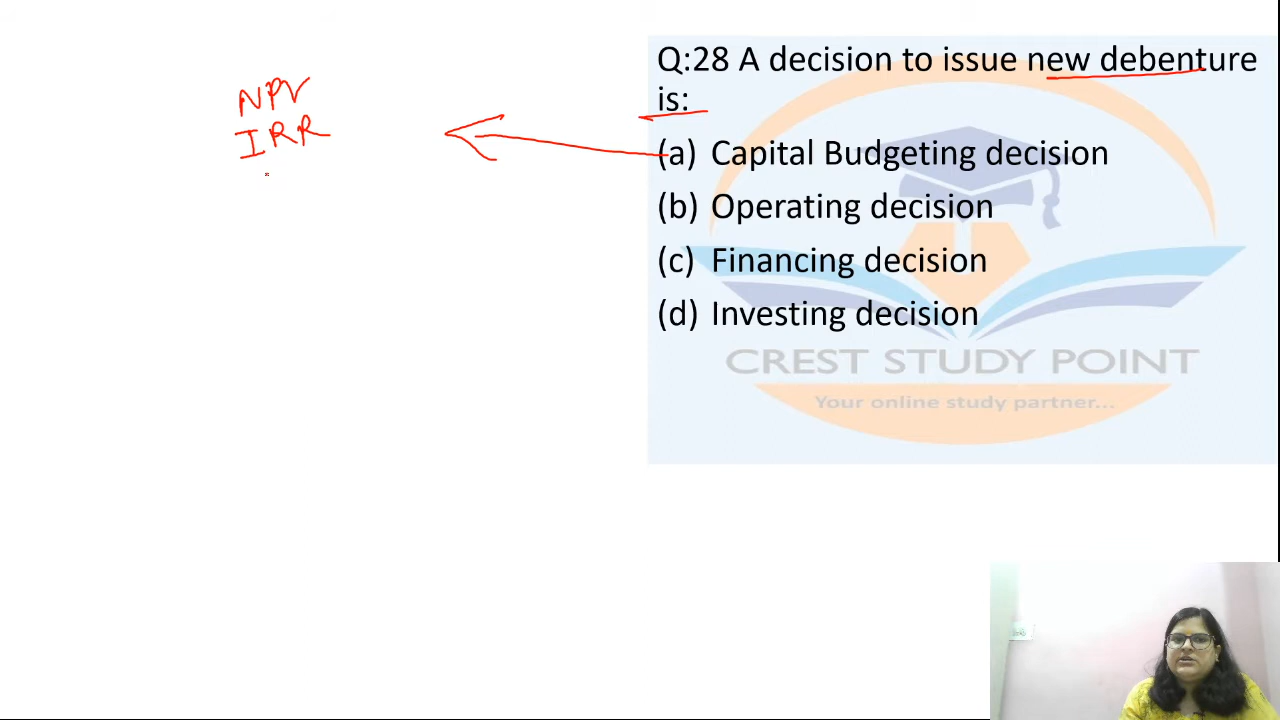 NPV
IRR
Q:28 A decision to issue new debenture
is:
(a) Capital Budgeting decision
(b) Operating decision
(c) Financing decision
(d) Investing decision
CREST STUDY POINT
Your online study partner...